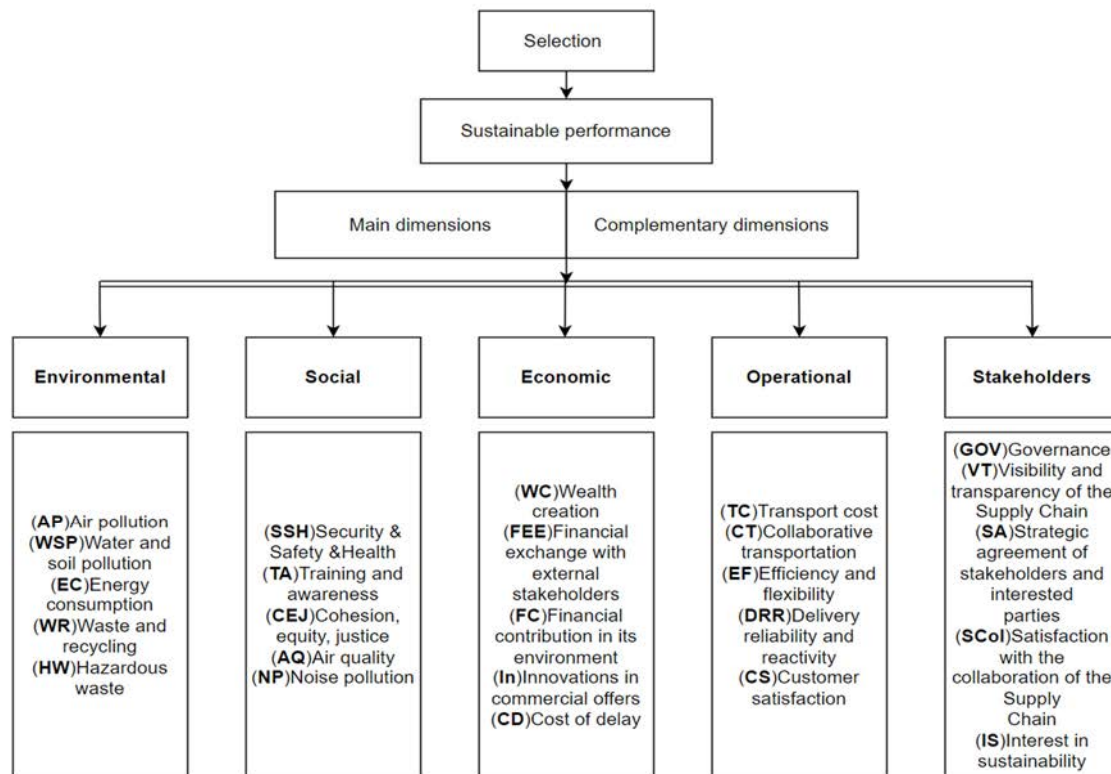 Selection
Sustainable performance
Main dimensions
Complementary dimensions
Environmental
Social
Economic
Operational
Stakeholders
(AP)Air pollution
(WSP)Water and
soil pollution
(EC)Energy
consumption
(WR)Waste and
recycling
(HW)Hazardous
waste
(SSH)Security &
Safety &Health
(TA)Training and
awareness
(CEJ)Cohesion,
equity, justice
(AQ)Air quality
(NP)Noise pollution
(WC)Wealth
creation
(FEE)Financial
exchange with
external
stakeholders
(FC)Financial
contribution in its
environment
(In)Innovations in
commercial offers
(CD)Cost of delay
(TC)Transport cost
(CT)Collaborative
transportation
(EF)Efficiency and
flexibility
(DRR)Delivery
reliability and
reactivity
(CS)Customer
satisfaction
(GOV)Governance
(VT)Visibility and
transparency of the
Supply Chain
(SA)Strategic
agreement of
stakeholders and
interested
parties
(SCol)Satisfaction
with the
collaboration of the
Supply
Chain
(IS)Interest in
sustainability